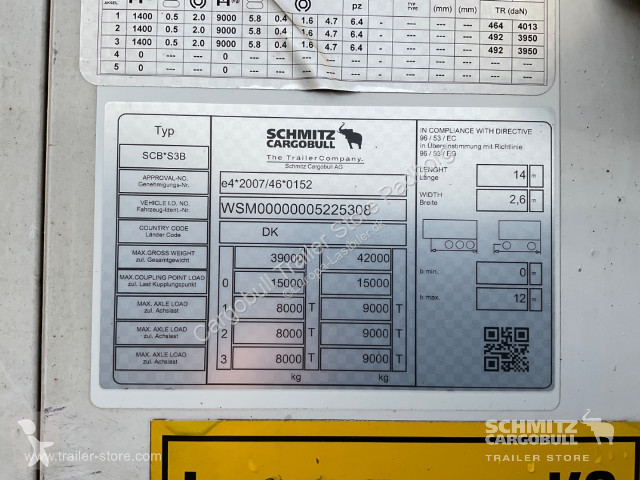 AKSEL
1 1400 0.5 2.0 9000 5.8 0.4 1.6 4.7 6.4 - --- --- --- 464 4013
2 1400 0.5 2.0 9000 5.8 0.4 1.6 4.7 6.4 - --- --- --- 492 3950
3 1400 0.5 2.0 9000 5.8 0.4 1.6 4.7 6.4 - --- --- --- 492 3950
4 0 --- --- 0 --- --- --- --- --- - --- --- --- --- ---
5 0 --- --- 0 --- --- --- --- --- - --- --- --- --- ---
pz (mm) (mm) TR (daN)
Typ
SCB*S3B
SCHMITZ
CARGOBULL
The TrailerCompany.
Schmitz Cargobull AG
IN COMPLIANCE WITH DIRECTIVE
96 / 53 / EC
in Übereinstimmung mit Richtlinie
96 / 53 / EG
APPROVAL-NO.
Genehmigungs-Nr.
e4*2007/46*0152
LENGHT
Länge
14 m
VEHICLE I.D. NO.
Fahrzeug-Ident.-Nr.
WSM00000005225308
WIDTH
Breite
2,6 m
COUNTRY CODE
Länder Code
DK
MAX.GROSS WEIGHT
zul. Gesamtgewicht
39000 42000
MAX.COUPLING POINT LOAD
zul. Last Kupplungspunkt
0 15000 15000
b min. 0 m
MAX. AXLE LOAD
zul. Achslast
1 8000 T 9000 T
b max. 12 m
MAX. AXLE LOAD
zul. Achslast
2 8000 T 9000 T
MAX. AXLE LOAD
zul. Achslast
3 8000 T 9000 T
kg kg
www.trailer-store.com
SCHMITZ
CARGOBULL
TRAILER STORE